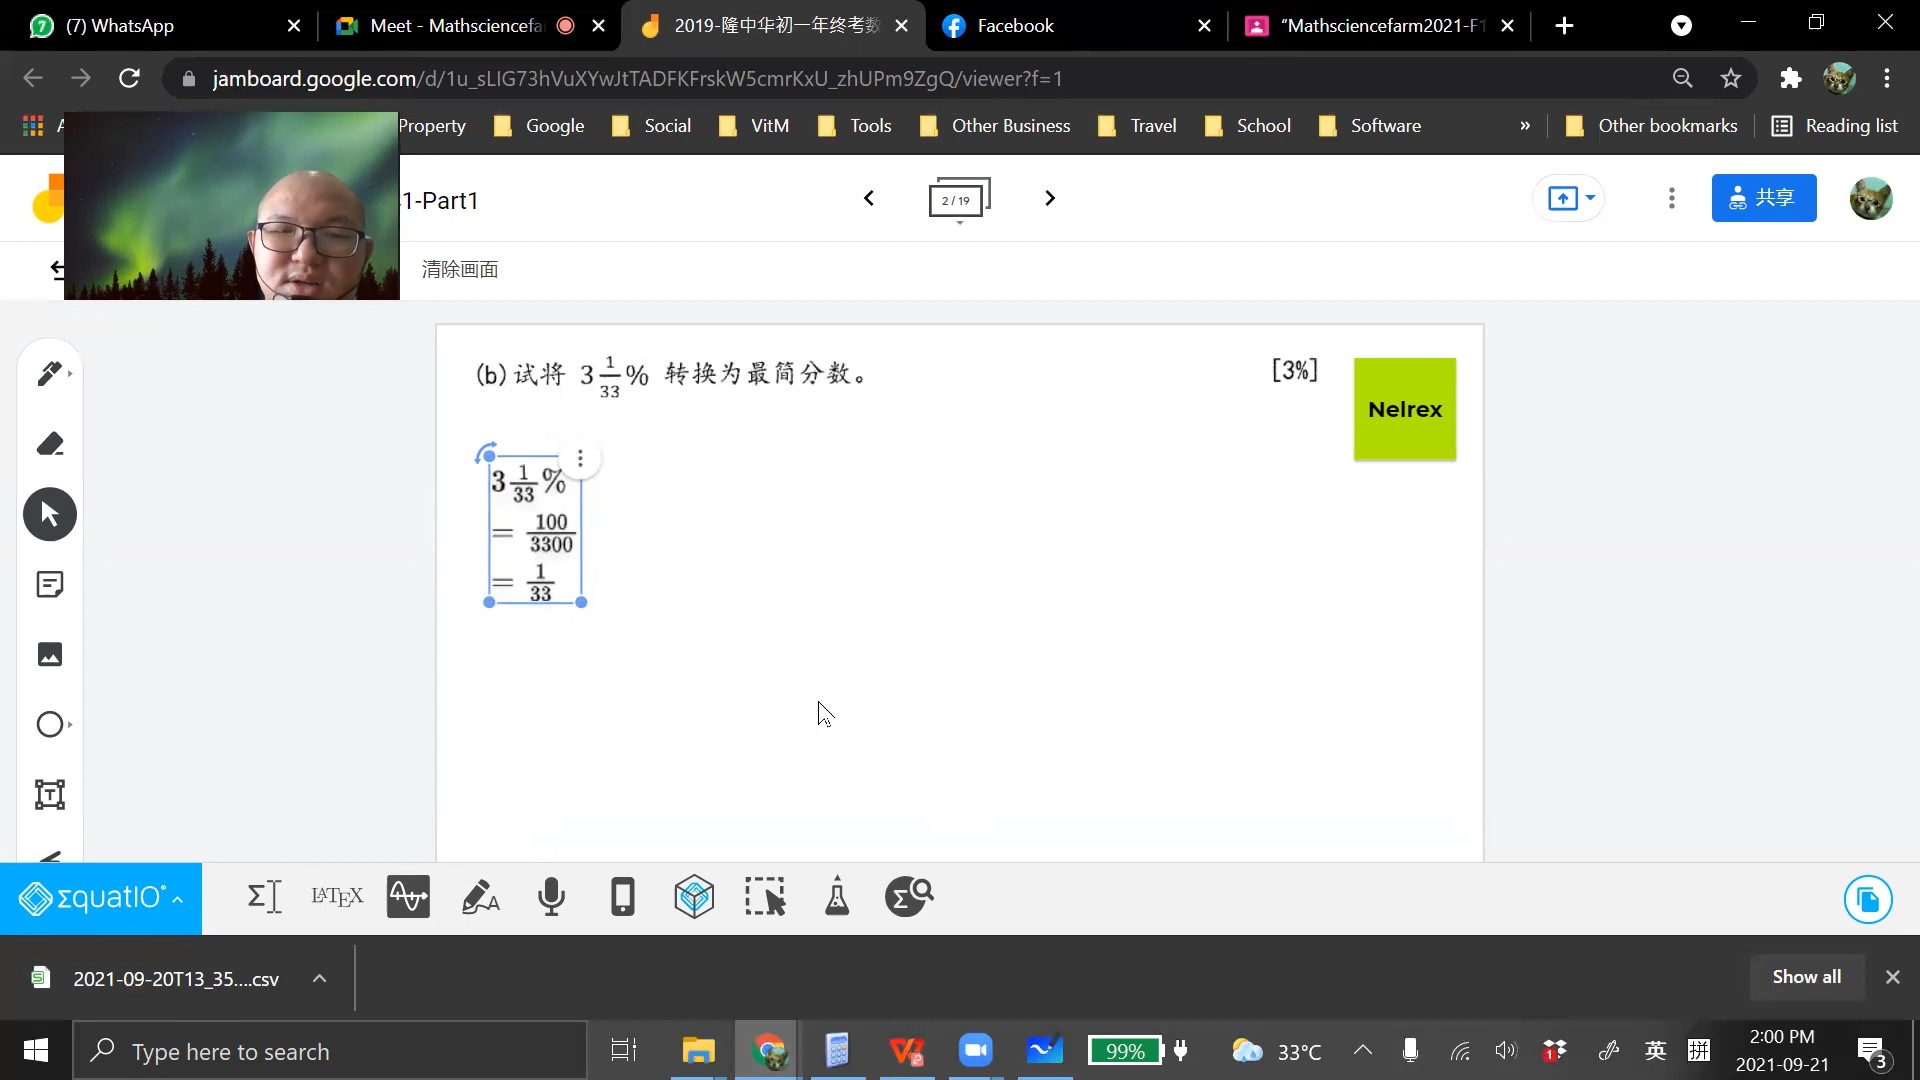 (7) WhatsApp
Meet - Mathsciencefa
2019-隆中华初一年终考数
Facebook
“Mathsciencefarm2021-F1
jamboard.google.com/d/1u_sLIG73hVuXYwJtTADFKFrskW5cmrKxU_zhUPm9ZgQ/viewer?f=1
Property
Google
Social
VitM
Tools
Other Business
Travel
School
Software
»
Other bookmarks
Reading list
1-Part1
2 / 19
共享
清除画面
(b) 试将 3 1/33 % 转换为最简分数。 [3%]
Nelrex
3 1/33 %
= 100/3300
= 1/33
ΣquatIO
LATEX
2021-09-20T13_35....csv
Show all
Type here to search
99%
33°C
1
英
拼
2:00 PM
2021-09-21
3